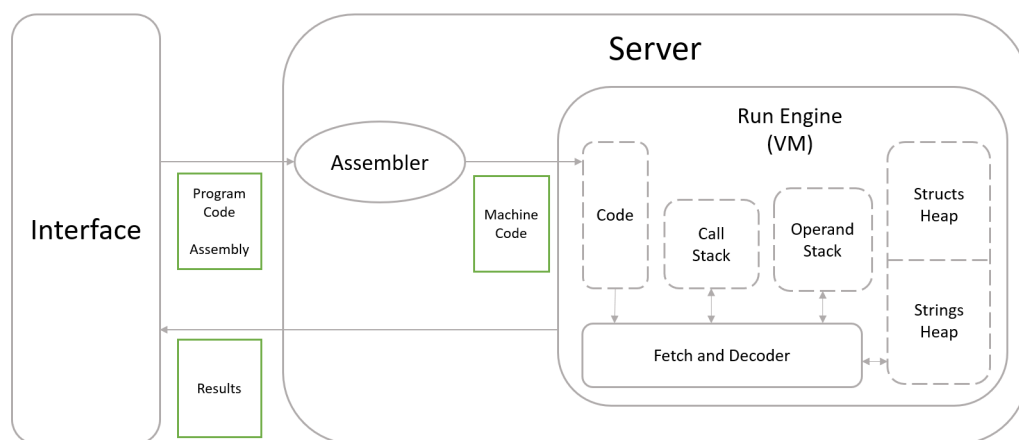 Server
Run Engine
(VM)
Interface
Assembler
Program
Code
Assembly
Machine
Code
Code
Call
Stack
Operand
Stack
Structs
Heap
Strings
Heap
Fetch and Decoder
Results